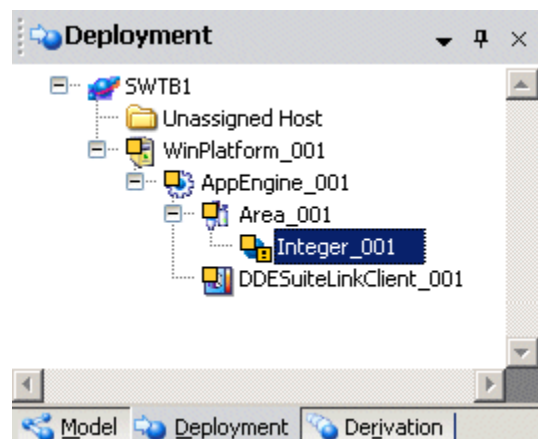 Deployment
SWTB1
Unassigned Host
WinPlatform_001
AppEngine_001
Area_001
Integer_001
DDESuiteLinkClient_001
Model Deployment Derivation